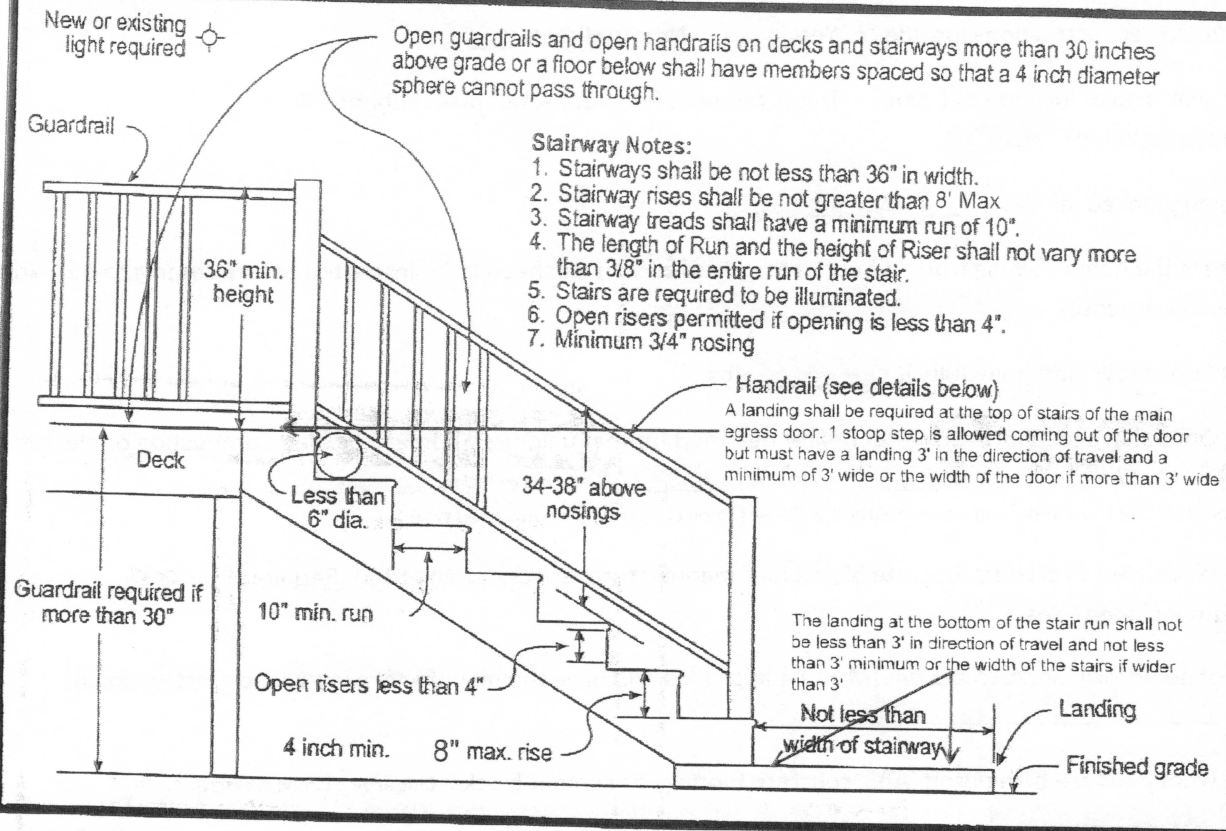 New or existing
light required
Open guardrails and open handrails on decks and stairways more than 30 inches
above grade or a floor below shall have members spaced so that a 4 inch diameter
sphere cannot pass through.
Guardrail
Stairway Notes:
1. Stairways shall be not less than 36" in width.
2. Stairway rises shall be not greater than 8' Max
3. Stairway treads shall have a minimum run of 10".
4. The length of Run and the height of Riser shall not vary more
than 3/8" in the entire run of the stair.
5. Stairs are required to be illuminated.
6. Open risers permitted if opening is less than 4".
7. Minimum 3/4" nosing
36" min.
height
Handrail (see details below)
A landing shall be required at the top of stairs of the main
egress door. 1 stoop step is allowed coming out of the door
but must have a landing 3' in the direction of travel and a
minimum of 3' wide or the width of the door if more than 3' wide
Deck
Less than
6" dia.
34-38" above
nosings
Guardrail required if
more than 30"
10" min. run
The landing at the bottom of the stair run shall not
be less than 3' in direction of travel and not less
than 3' minimum or the width of the stairs if wider
than 3'
Open risers less than 4"
Not less than
width of stairway
Landing
4 inch min.
8" max. rise
Finished grade